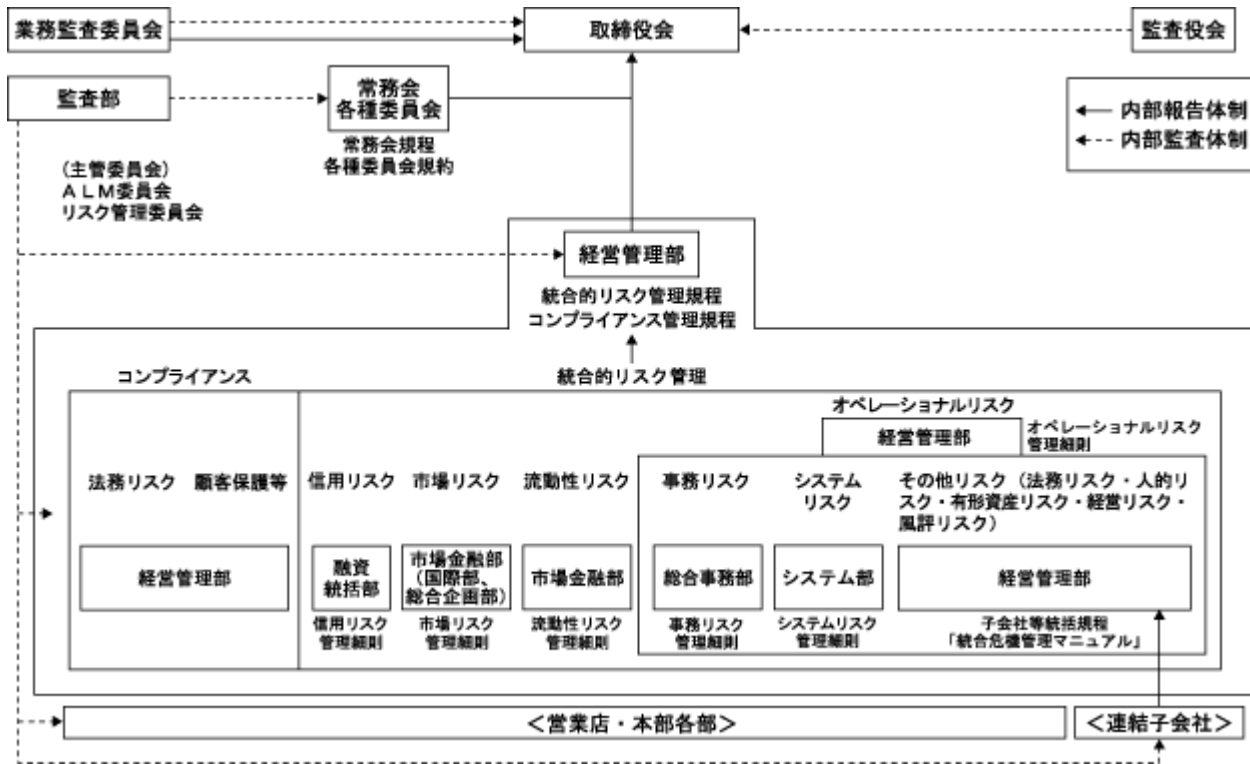 業務監査委員会
取締役会
監査役会
監査部
常務会
各種委員会
常務会規程
各種委員会規約
内部報告体制
内部監査体制
(主管委員会)
ALM委員会
リスク管理委員会
経営管理部
統合的リスク管理規程
コンプライアンス管理規程
コンプライアンス
統合的リスク管理
オペレーショナルリスク
経営管理部
オペレーショナルリスク
管理細則
法務リスク
顧客保護等
信用リスク
市場リスク
流動性リスク
事務リスク
システム
リスク
その他リスク(法務リスク・人的リ
スク・有形資産リスク・経営リスク・
風評リスク)
経営管理部
融資
統括部
市場金融部
(国際部、
総合企画部)
市場金融部
総合事務部
システム部
経営管理部
信用リスク
管理細則
市場リスク
管理細則
流動性リスク
管理細則
事務リスク
管理細則
システムリスク
管理細則
子会社等統括規程
「統合危機管理マニュアル」
<営業店・本部各部>
<連結子会社>